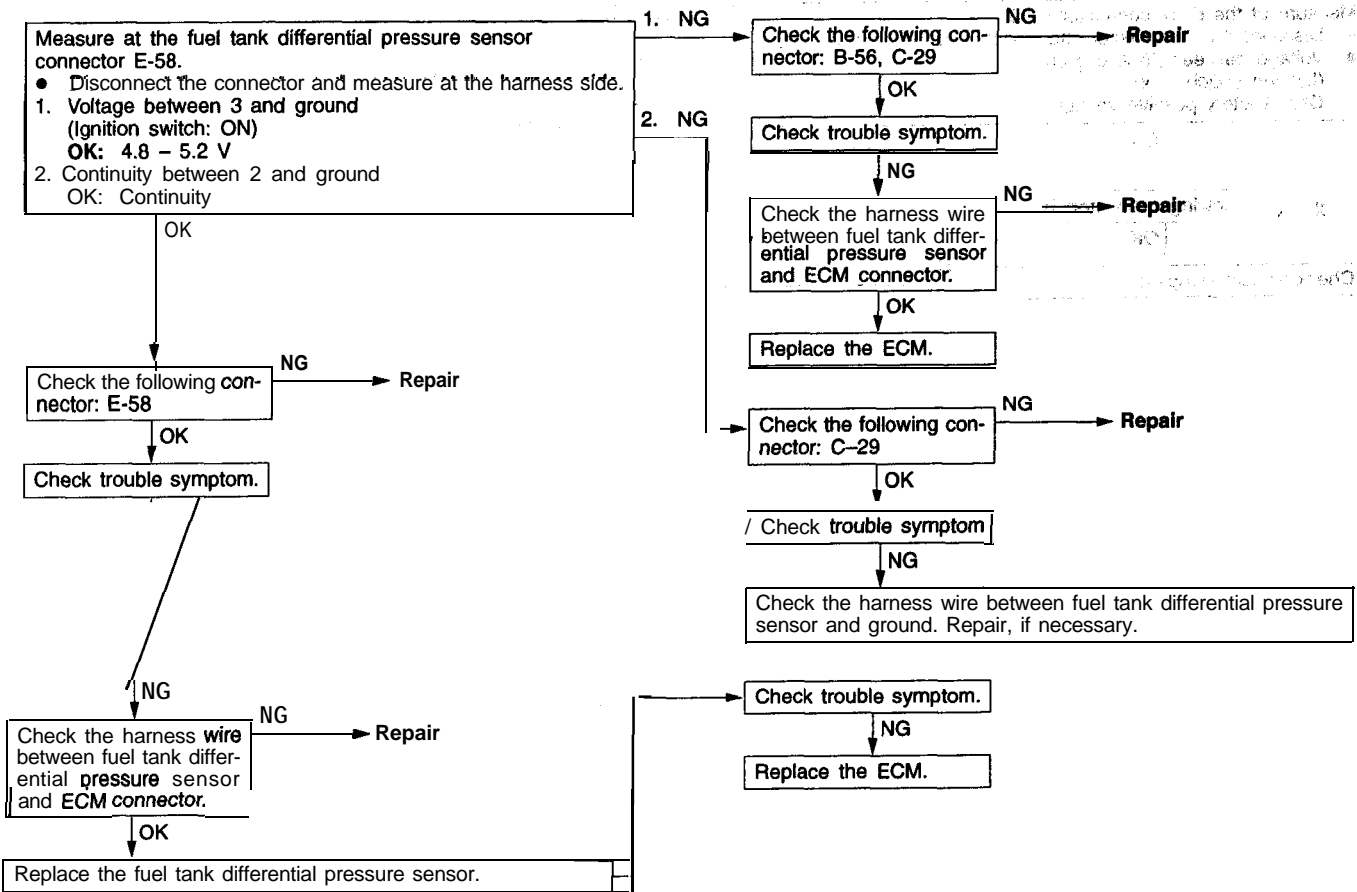 Measure at the fuel tank differential pressure sensor
connector E-58.
● Disconnect the connector and measure at the harness side.
1. Voltage between 3 and ground
(Ignition switch: ON)
OK: 4.8 – 5.2 V
2. Continuity between 2 and ground
OK: Continuity
OK
Check the following con-
nector: E-58
NG
Repair
OK
Check trouble symptom.
NG
Check the harness wire
between fuel tank differ-
ential pressure sensor
and ECM connector.
NG
Repair
OK
Replace the fuel tank differential pressure sensor.
Check trouble symptom.
NG
Replace the ECM.
1. NG
Check the following con-
nector: B-56, C-29
NG
Repair
OK
Check trouble symptom.
NG
Check the harness wire
between fuel tank differ-
ential pressure sensor
and ECM connector.
NG
Repair
OK
Replace the ECM.
2. NG
Check the following con-
nector: C–29
NG
Repair
OK
/ Check trouble symptom
NG
Check the harness wire between fuel tank differential pressure
sensor and ground. Repair, if necessary.